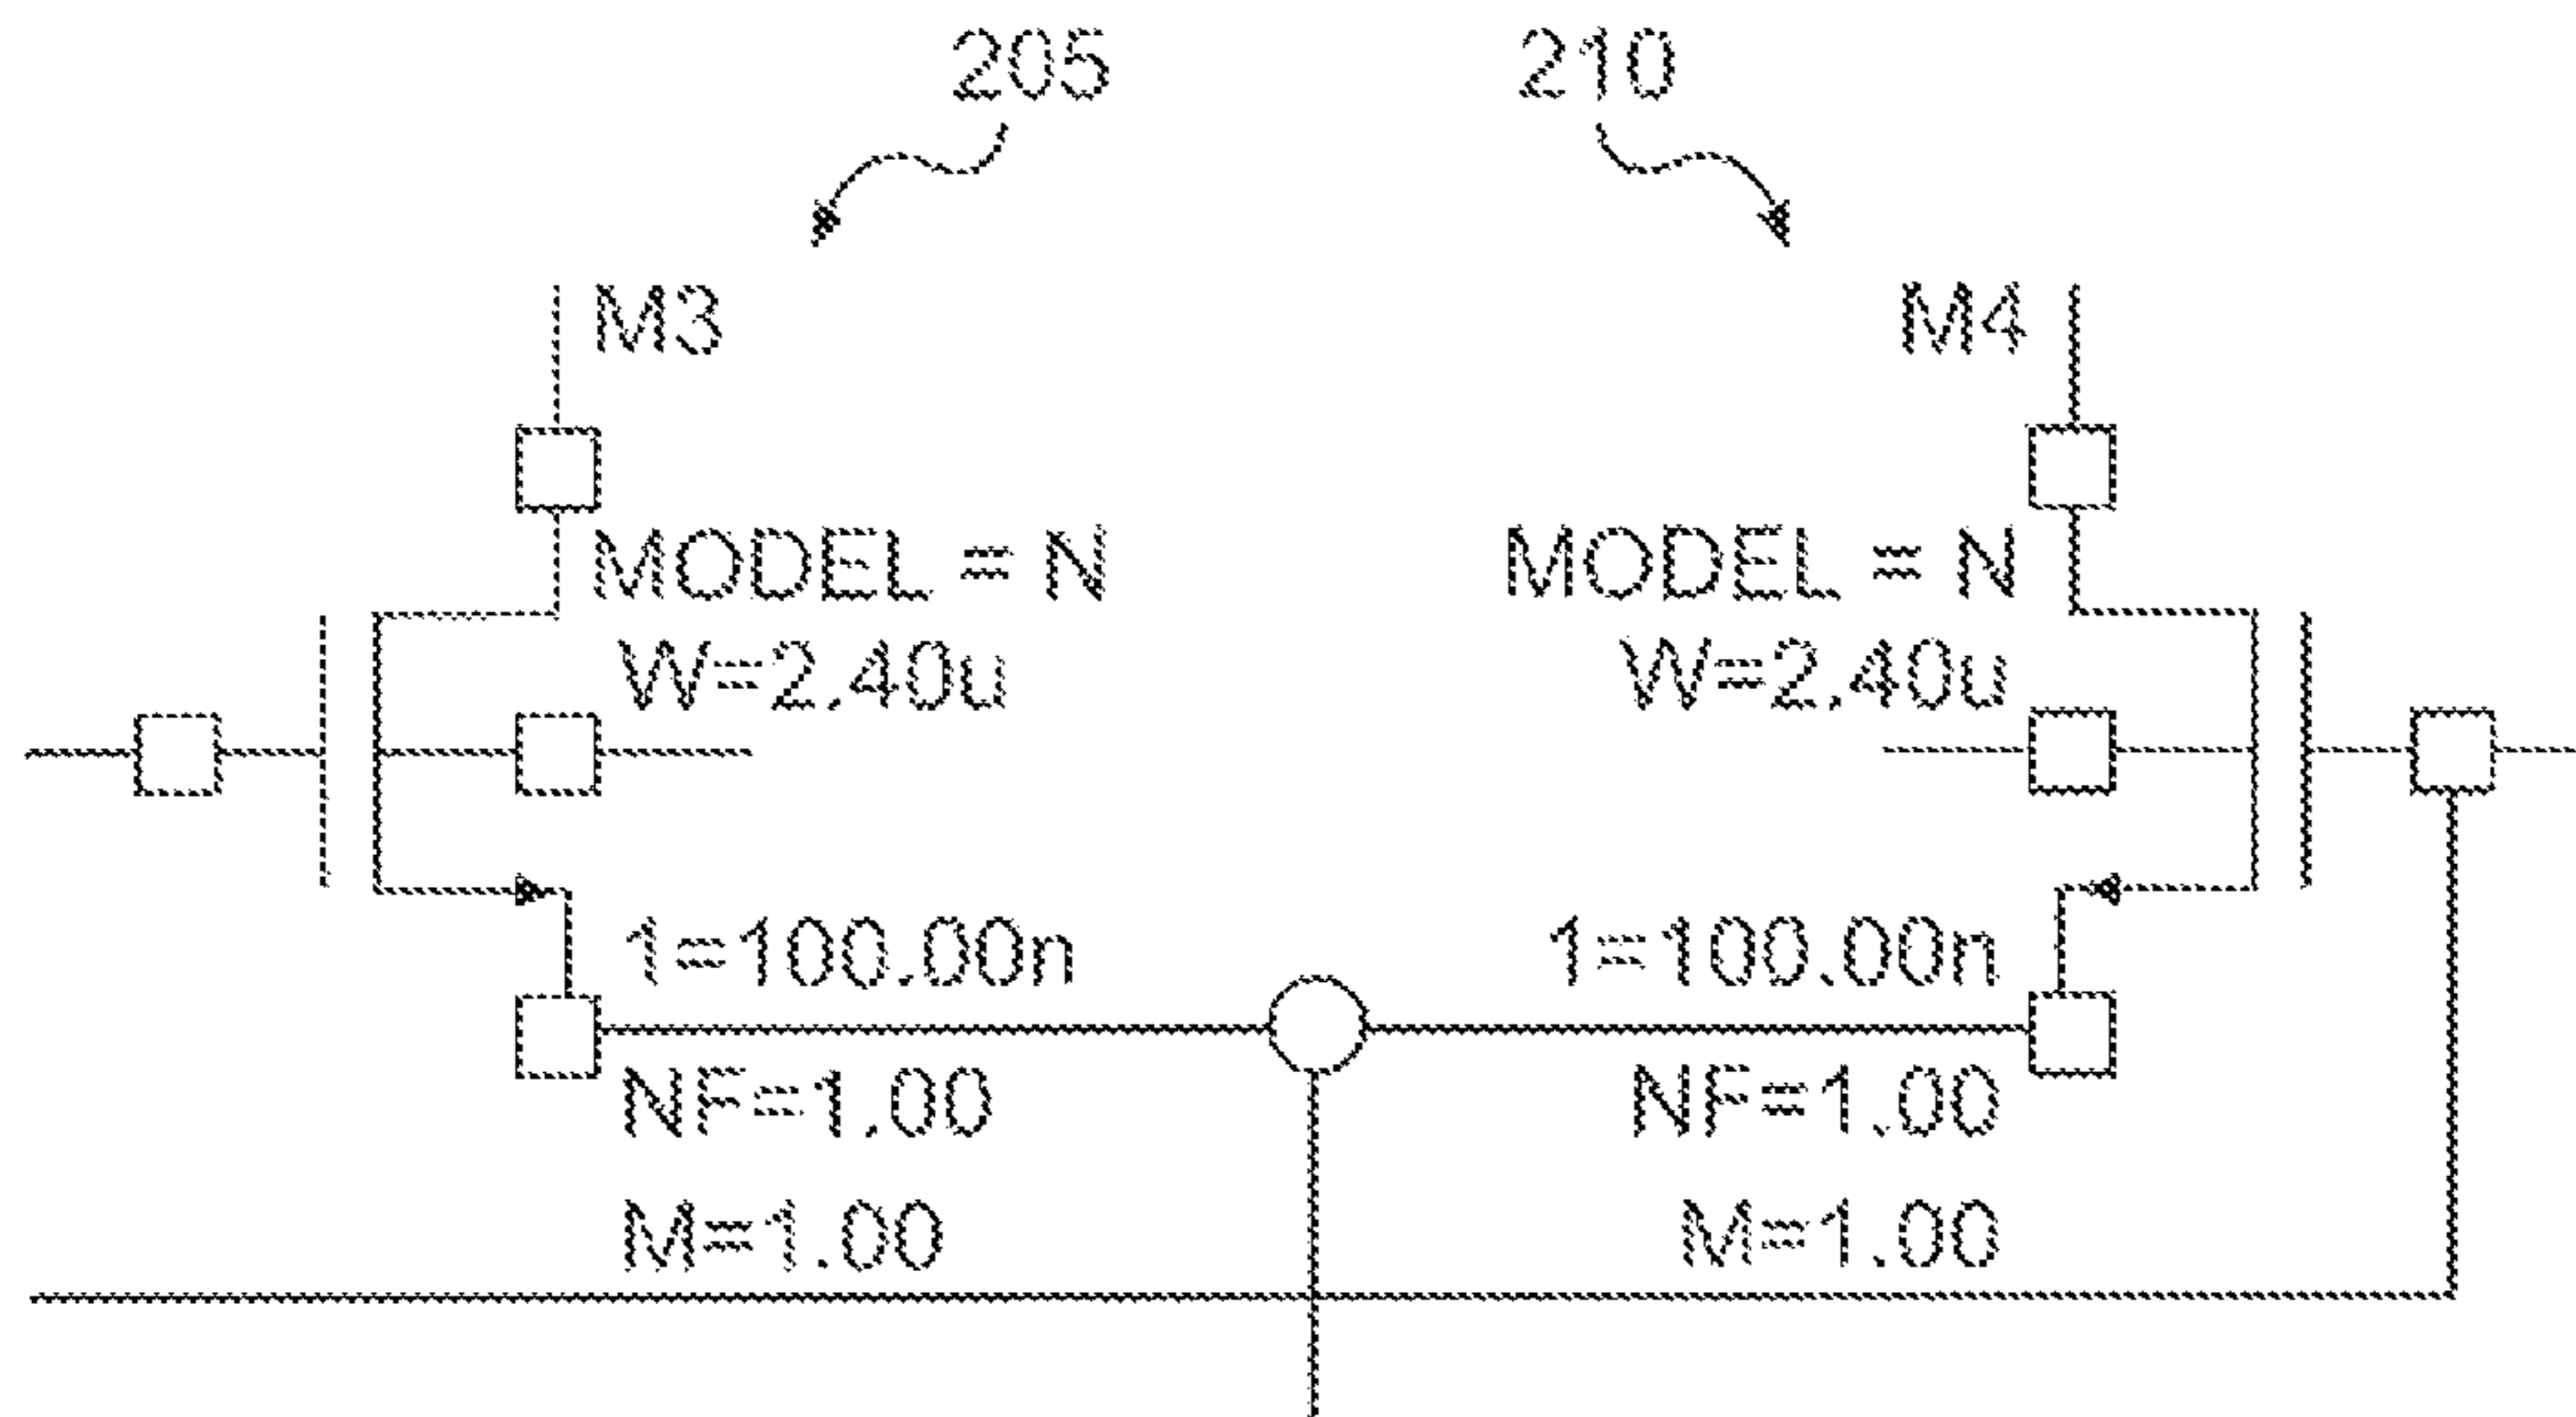 205
210
M3
M4
MODEL = N
MODEL = N
W=2.40u
W=2.40u
1=100.00n
1=100.00n
NF=1.00
NF=1.00
M=1.00
M=1.00